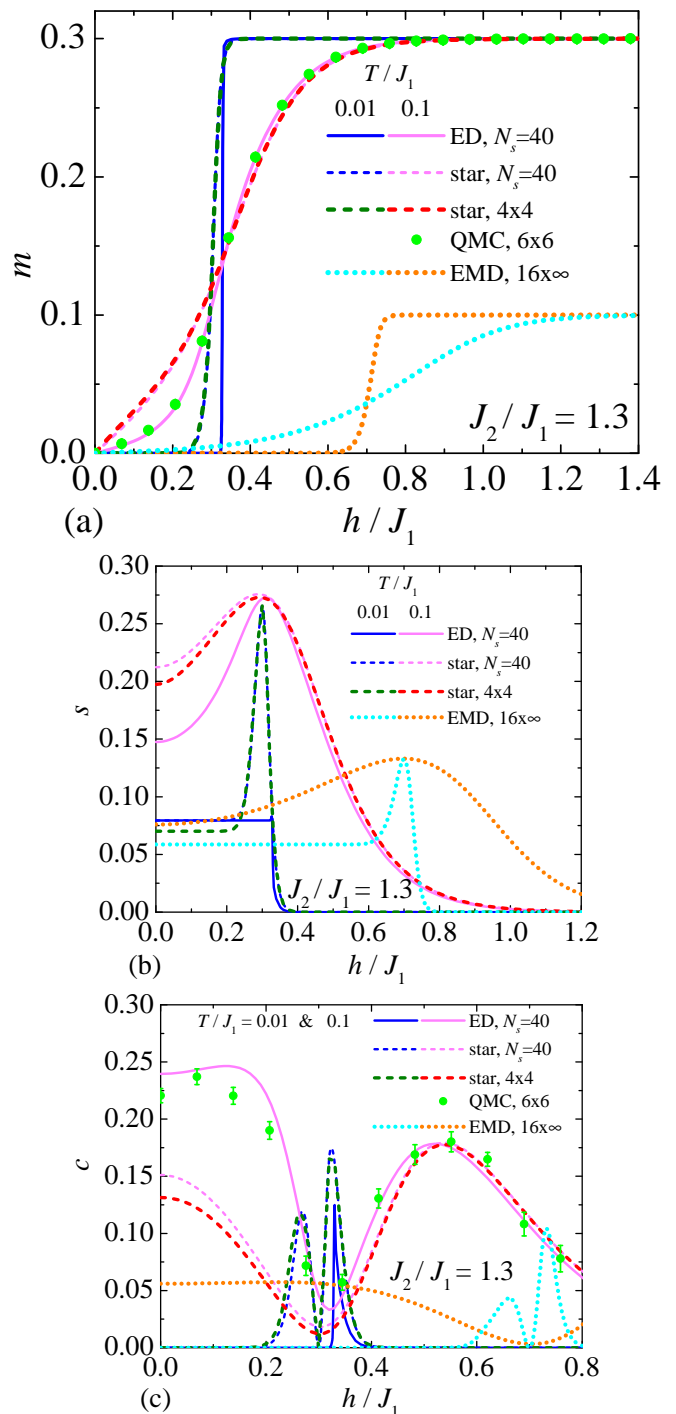 0.3
0.2
0.1
0.0
m
T / J1
0.01 0.1
ED, Ns=40
star, Ns=40
star, 4x4
QMC, 6x6
EMD, 16x∞
J2 / J1 = 1.3
0.0 0.2 0.4 0.6 0.8 1.0 1.2 1.4
(a) h / J1
0.30
0.25
0.20
0.15
0.10
0.05
0.00
s
T / J1
0.01 0.1
ED, Ns=40
star, Ns=40
star, 4x4
EMD, 16x∞
J2 / J1 = 1.3
0.0 0.2 0.4 0.6 0.8 1.0 1.2
(b) h / J1
0.30
0.25
0.20
0.15
0.10
0.05
0.00
c
T / J1 = 0.01 & 0.1
ED, Ns=40
star, Ns=40
star, 4x4
QMC, 6x6
EMD, 16x∞
J2 / J1 = 1.3
0.0 0.2 0.4 0.6 0.8
(c) h / J1